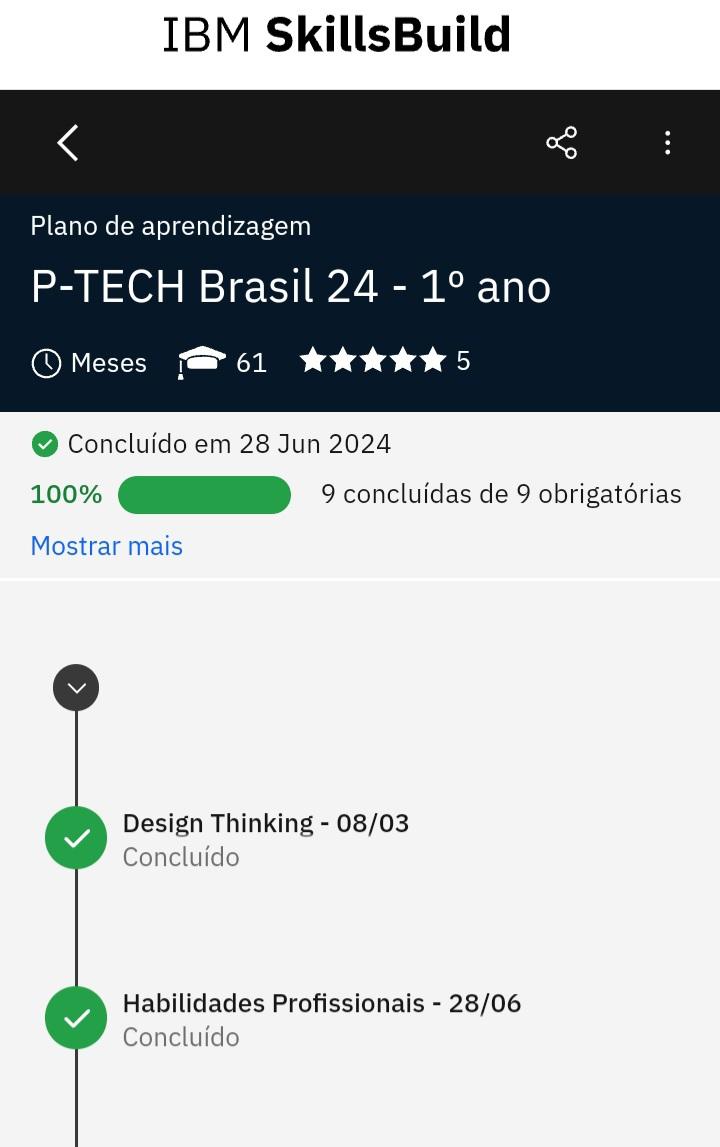 IBM SkillsBuild
Plano de aprendizagem
P-TECH Brasil 24 - 1º ano
Meses 61 5
Concluído em 28 Jun 2024
100% 9 concluídas de 9 obrigatórias
Mostrar mais
Design Thinking - 08/03
Concluído
Habilidades Profissionais - 28/06
Concluído